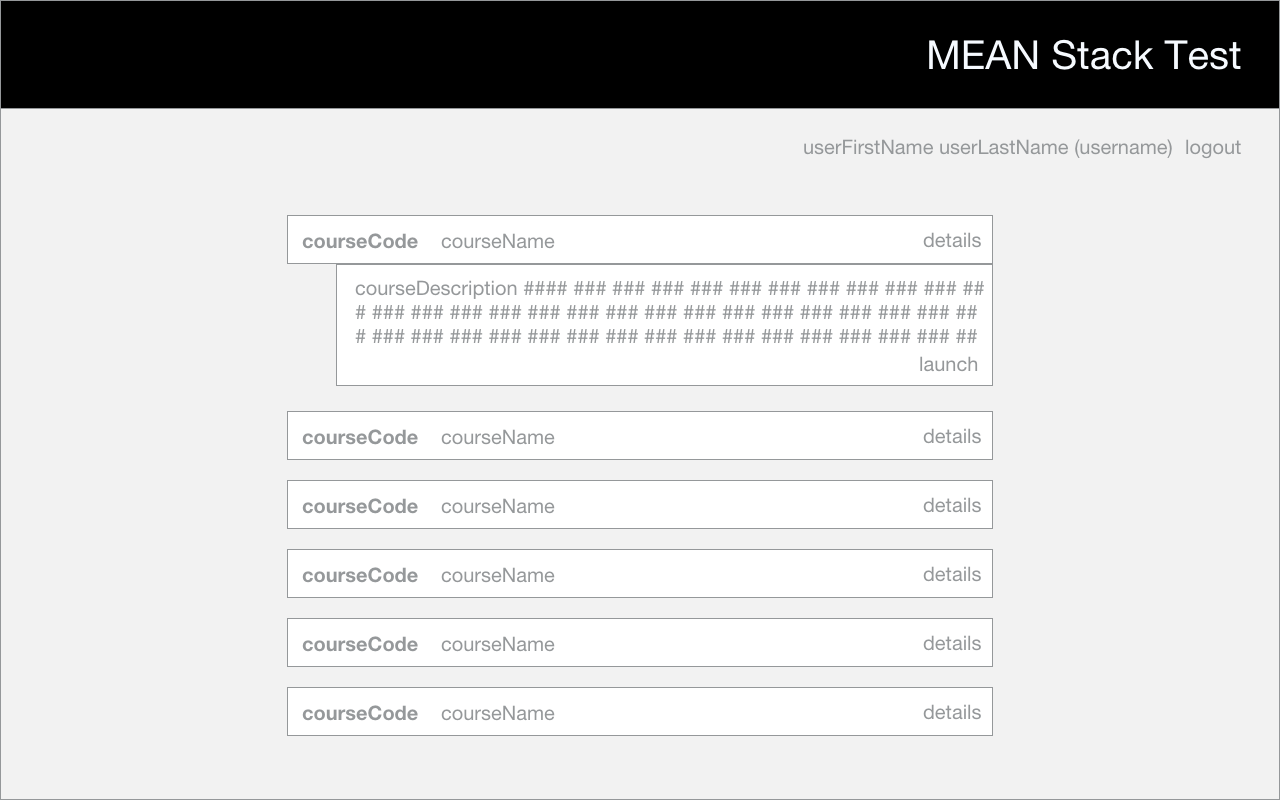 MEAN Stack Test
userFirstName userLastName (username) logout
courseCode courseName details
courseDescription #### ### ### ### ### ### ### ### ### ### ### ##
# ### ### ### ### ### ### ### ### ### ### ### ### ### ### ### ##
# ### ### ### ### ### ### ### ### ### ### ### ### ### ### ### ##
launch
courseCode courseName details
courseCode courseName details
courseCode courseName details
courseCode courseName details
courseCode courseName details